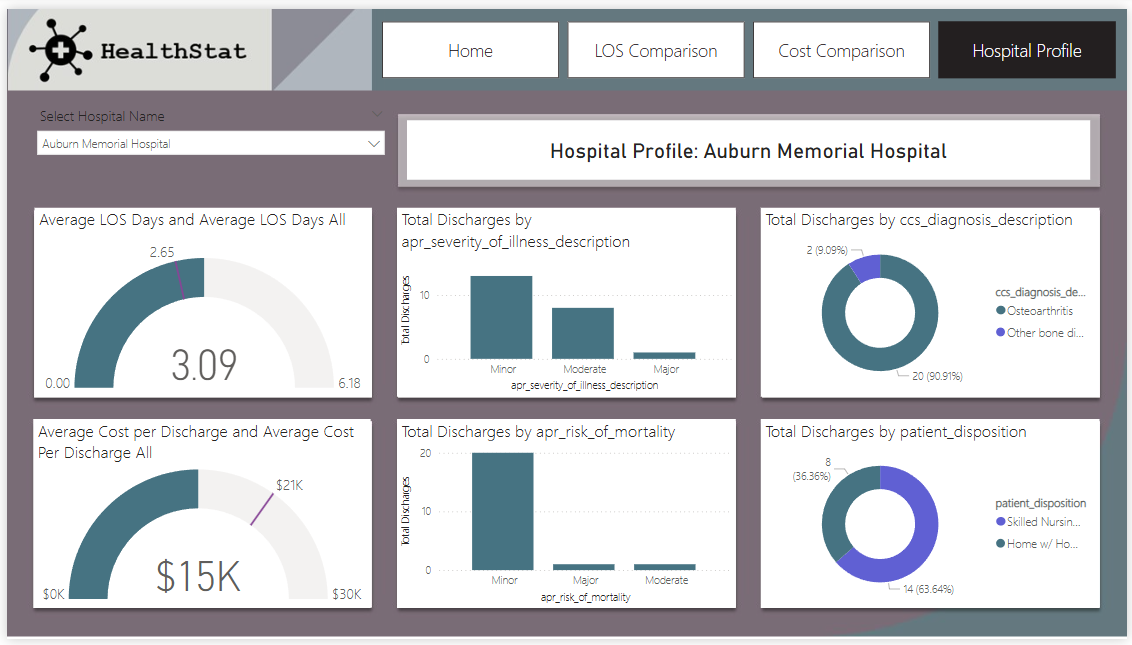 HealthStat
Home
LOS Comparison
Cost Comparison
Hospital Profile
Select Hospital Name
Auburn Memorial Hospital
Hospital Profile: Auburn Memorial Hospital
Average LOS Days and Average LOS Days All
2.65
3.09
0.00
6.18
Total Discharges by
apr_severity_of_illness_description
Total Discharges
10
0
Minor
Moderate
Major
apr_severity_of_illness_description
Total Discharges by ccs_diagnosis_description
2 (9.09%)
20 (90.91%)
ccs_diagnosis_de...
Osteoarthritis
Other bone di...
Average Cost per Discharge and Average Cost
Per Discharge All
$21K
$15K
$0K
$30K
Total Discharges by apr_risk_of_mortality
Total Discharges
20
10
0
Minor
Major
Moderate
apr_risk_of_mortality
Total Discharges by patient_disposition
8
(36.36%)
14 (63.64%)
patient_disposition
Skilled Nursin...
Home w/ Ho...